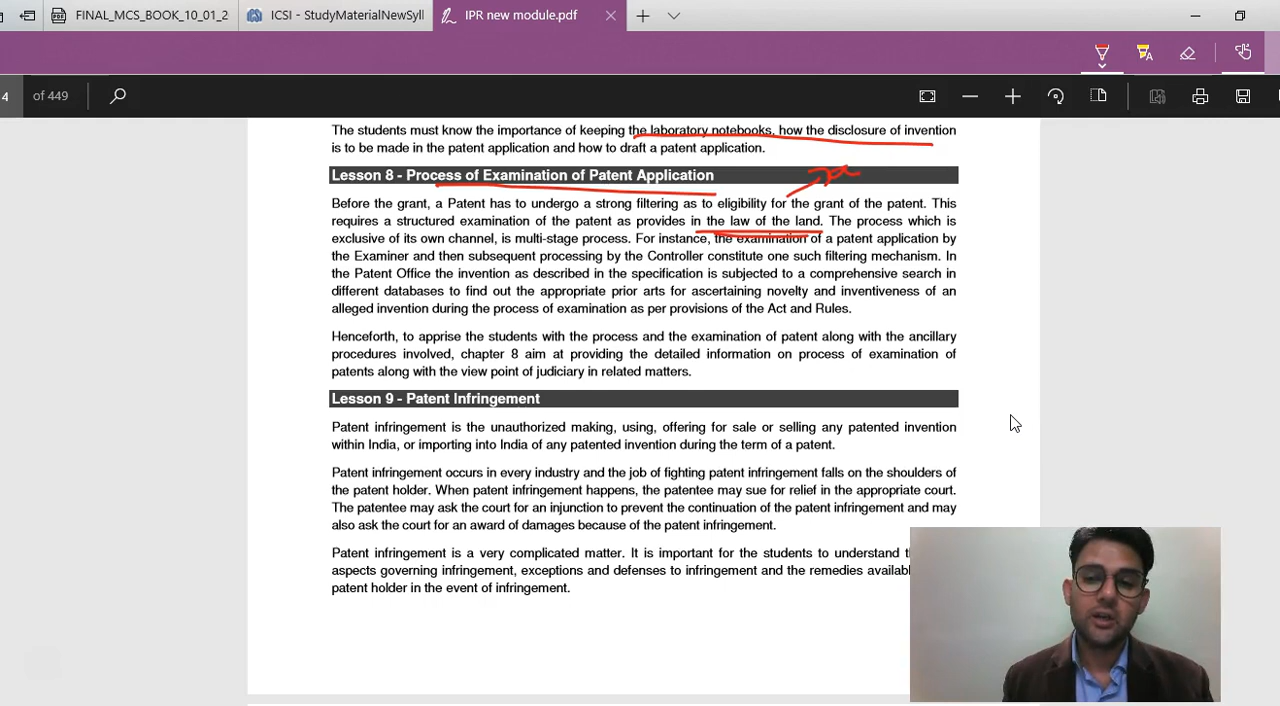 FINAL_MCS_BOOK_10_01_2
ICSI - StudyMaterialNewSyll
IPR new module.pdf
4 of 449
The students must know the importance of keeping the laboratory notebooks, how the disclosure of invention
is to be made in the patent application and how to draft a patent application.
Lesson 8 - Process of Examination of Patent Application
Before the grant, a Patent has to undergo a strong filtering as to eligibility for the grant of the patent. This
requires a structured examination of the patent as provides in the law of the land. The process which is
exclusive of its own channel, is multi-stage process. For instance, the examination of a patent application by
the Examiner and then subsequent processing by the Controller constitute one such filtering mechanism. In
the Patent Office the invention as described in the specification is subjected to a comprehensive search in
different databases to find out the appropriate prior arts for ascertaining novelty and inventiveness of an
alleged invention during the process of examination as per provisions of the Act and Rules.
Henceforth, to apprise the students with the process and the examination of patent along with the ancillary
procedures involved, chapter 8 aim at providing the detailed information on process of examination of
patents along with the view point of judiciary in related matters.
Lesson 9 - Patent Infringement
Patent infringement is the unauthorized making, using, offering for sale or selling any patented invention
within India, or importing into India of any patented invention during the term of a patent.
Patent infringement occurs in every industry and the job of fighting patent infringement falls on the shoulders of
the patent holder. When patent infringement happens, the patentee may sue for relief in the appropriate court.
The patentee may ask the court for an injunction to prevent the continuation of the patent infringement and may
also ask the court for an award of damages because of the patent infringement.
Patent infringement is a very complicated matter. It is important for the students to understand
aspects governing infringement, exceptions and defenses to infringement and the remedies availab
patent holder in the event of infringement.